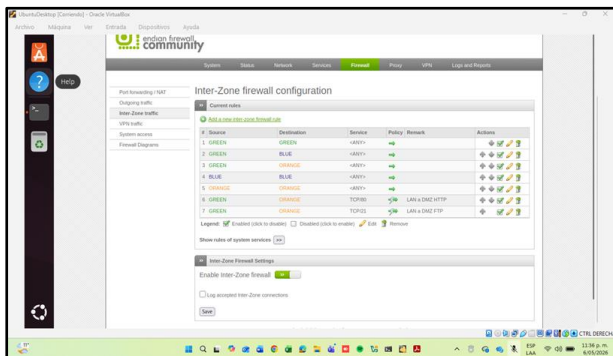 UbuntuDesktop [Corriendo] - Oracle VirtualBox
Archivo Máquina Ver Entrada Dispositivos Ayuda
endian firewall
community
System Status Network Services Firewall Proxy VPN Logs and Reports
Help
Port forwarding / NAT
Outgoing traffic
Inter-Zone traffic
VPN traffic
System access
Firewall Diagrams
Inter-Zone firewall configuration
Current rules
Add a new inter-zone firewall rule
# Source Destination Service Policy Remark Actions
1 GREEN GREEN <ANY>
2 GREEN BLUE <ANY>
3 GREEN ORANGE <ANY>
4 BLUE BLUE <ANY>
5 ORANGE ORANGE <ANY>
6 GREEN ORANGE TCP/80 LAN a DMZ HTTP
7 GREEN ORANGE TCP/21 LAN a DMZ FTP
Legend: Enabled (click to disable) Disabled (click to enable) Edit Remove
Show rules of system services >>
Inter-Zone Firewall Settings
Enable Inter-Zone firewall
Log accepted Inter-Zone connections
Save
CTRL DERECHA
ESP
LAA
11:36 p. m.
6/03/2025